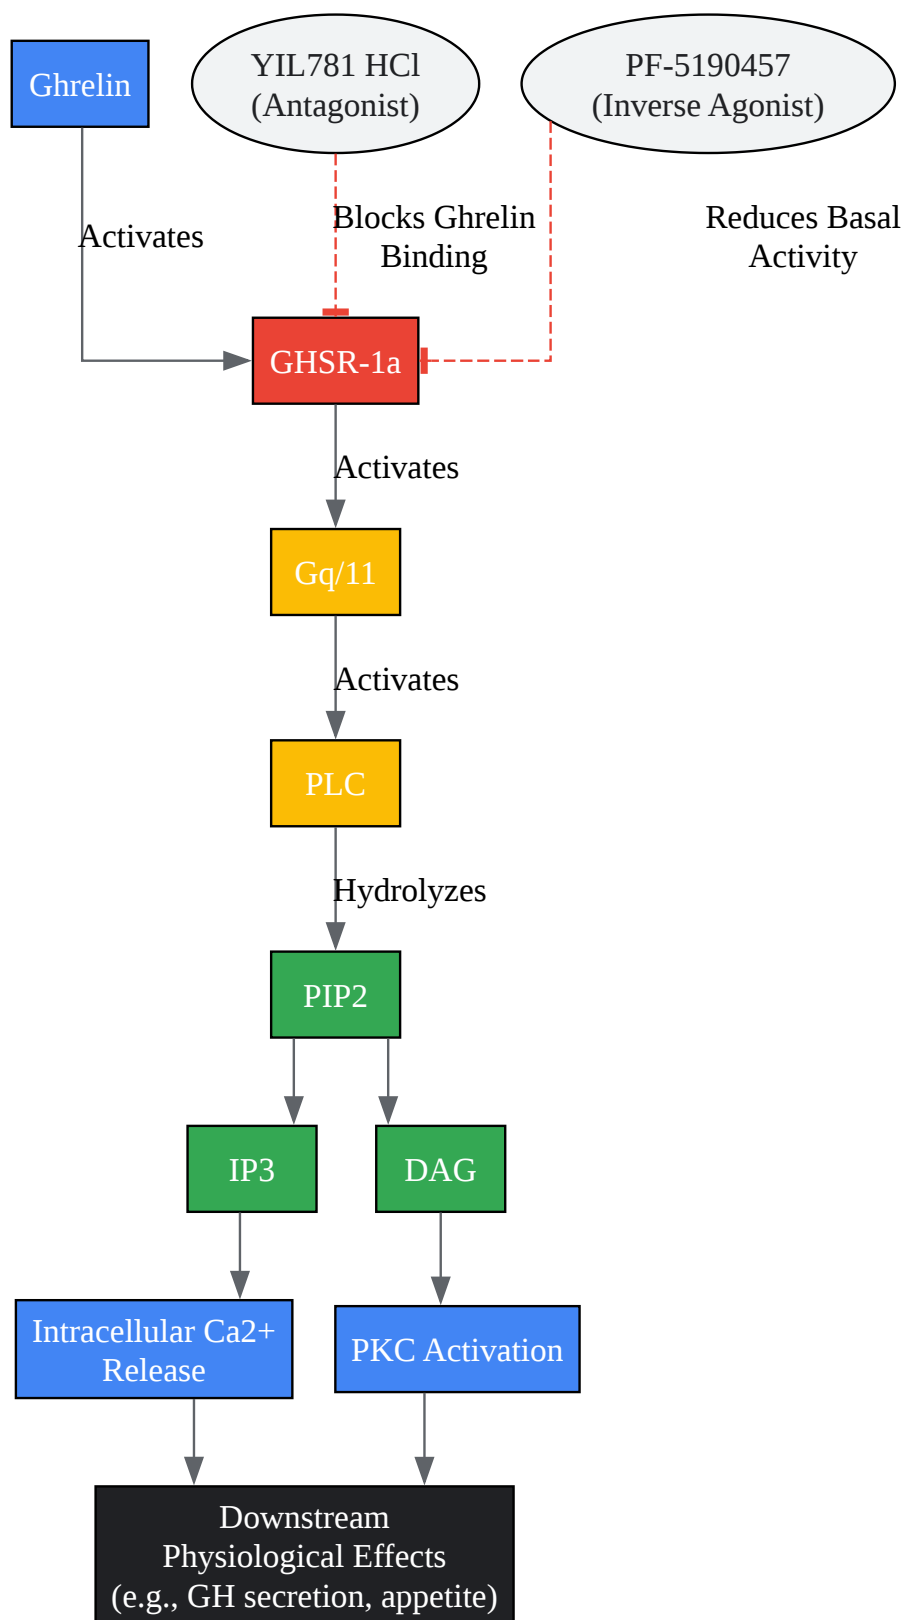 Ghrelin
YIL781 HCl
(Antagonist)
PF-5190457
(Inverse Agonist)
Activates
Blocks Ghrelin
Binding
Reduces Basal
Activity
GHSR-1a
Activates
Gq/11
Activates
PLC
Hydrolyzes
PIP2
IP3
DAG
Intracellular Ca2+
Release
PKC Activation
Downstream
Physiological Effects
(e.g., GH secretion, appetite)